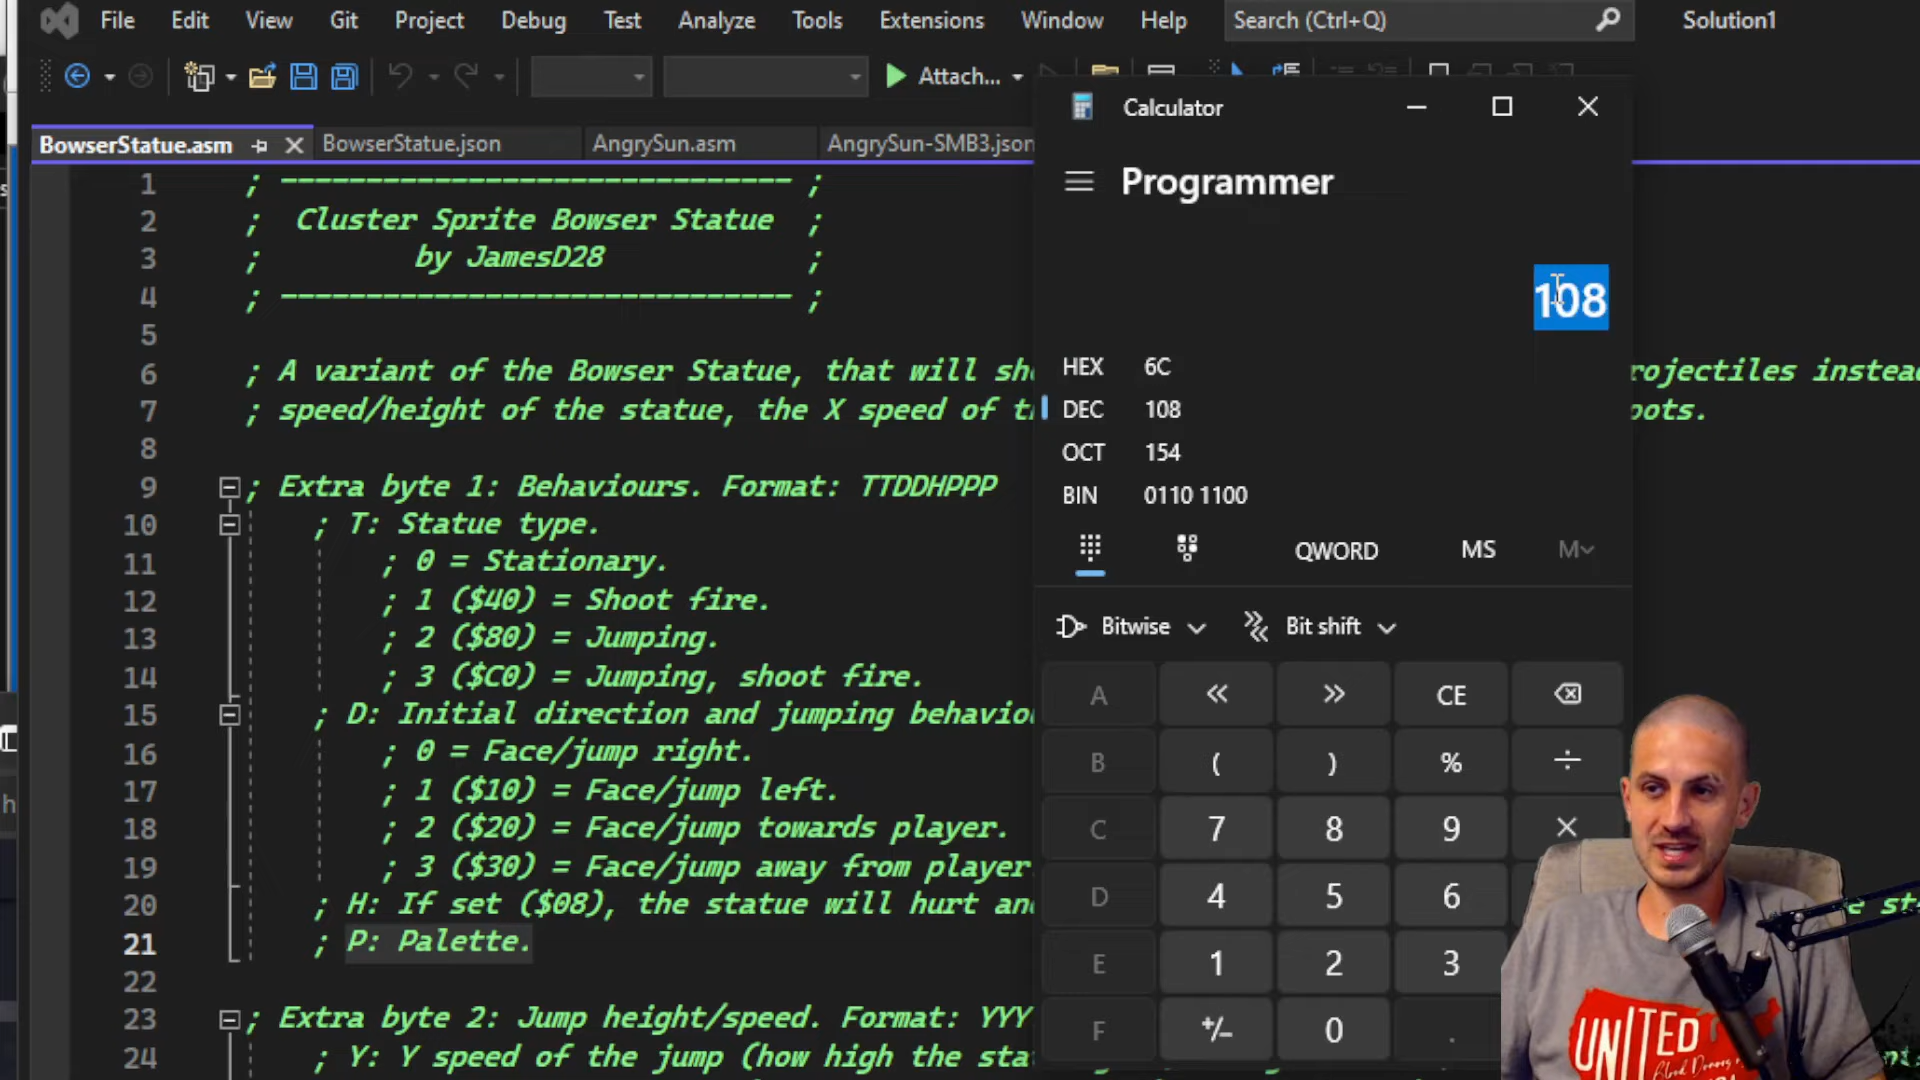 File Edit View Git Project Debug Test Analyze Tools Extensions Window Help Search (Ctrl+Q) Solution1
Attach...
BowserStatue.asm BowserStatue.json AngrySun.asm AngrySun-SMB3.json
1 ; ------------------------------ ;
2 ; Cluster Sprite Bowser Statue ;
3 ; by JamesD28 ;
4 ; ------------------------------ ;
5
6 ; A variant of the Bowser Statue, that will sh
rojectiles instea
7 ; speed/height of the statue, the X speed of t
oots.
8
9 ; Extra byte 1: Behaviours. Format: TTDDHPPP
10 ; T: Statue type.
11 ; 0 = Stationary.
12 ; 1 ($40) = Shoot fire.
13 ; 2 ($80) = Jumping.
14 ; 3 ($C0) = Jumping, shoot fire.
15 ; D: Initial direction and jumping behavio
16 ; 0 = Face/jump right.
17 ; 1 ($10) = Face/jump left.
18 ; 2 ($20) = Face/jump towards player.
19 ; 3 ($30) = Face/jump away from player
20 ; H: If set ($08), the statue will hurt an
e st
21 ; P: Palette.
22
23 ; Extra byte 2: Jump height/speed. Format: YYY
24 ; Y: Y speed of the jump (how high the sta
Calculator
Programmer
108
HEX 6C
DEC 108
OCT 154
BIN 0110 1100
QWORD MS M
Bitwise Bit shift
A « » CE
B ( ) % ÷
C 7 8 9 ×
D 4 5 6
E 1 2 3
F +/- 0 .
UNITED
Blood Donors